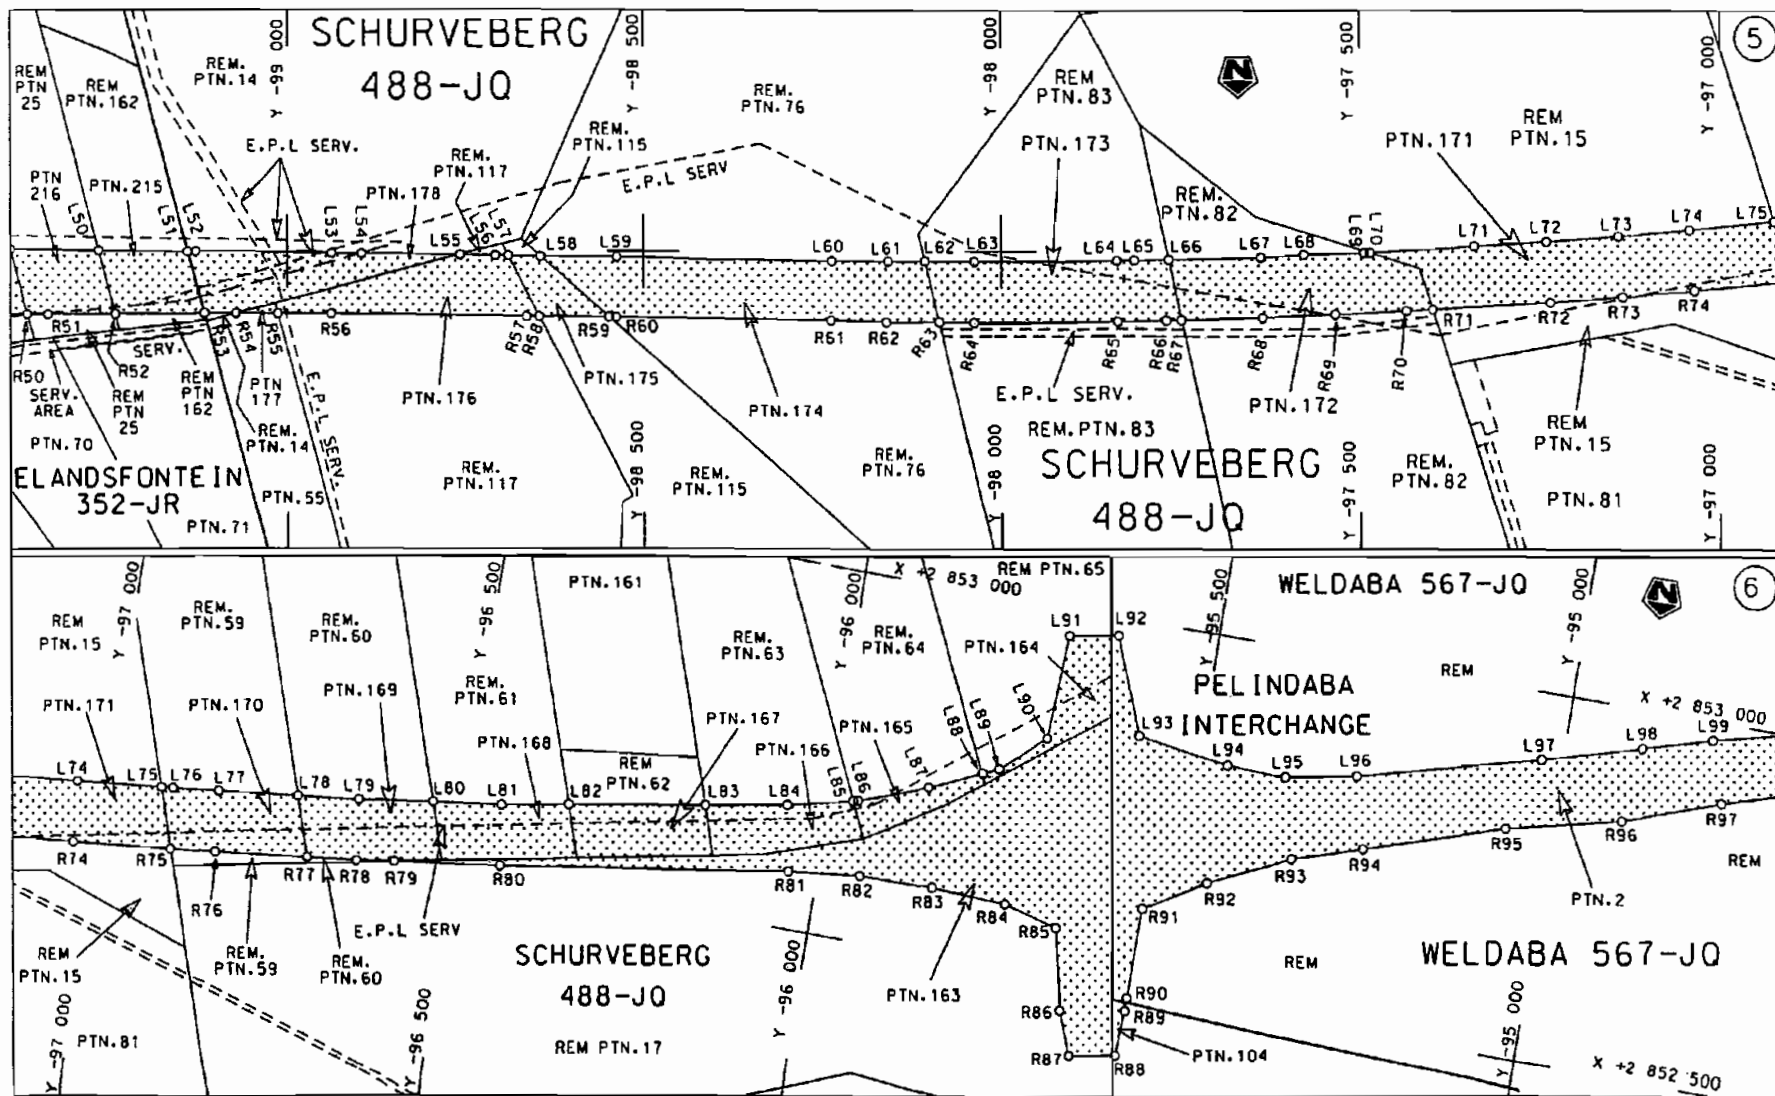 SCHURVEBERG
488-JQ
5
N
Y -99 000
Y -98 500
Y -98 000
Y -97 500
Y -97 000
REM
PTN
25
REM
PTN.162
REM.
PTN.14
E.P.L SERV.
REM.
PTN.117
REM.
PTN.115
REM.
PTN.76
E.P.L SERV
REM
PTN.83
PTN.173
REM.
PTN.82
PTN.171
REM
PTN.15
PTN
216
PTN.215
PTN.178
L50
L51
L52
L53
L54
L55
L56
L57
L58
L59
L60
L61
L62
L63
L64
L65
L66
L67
L68
L69
L70
L71
L72
L73
L74
L75
R50
R51
R52
R53
R54
R55
R56
R57
R58
R59
R60
R61
R62
R63
R64
R65
R66
R67
R68
R69
R70
R71
R72
R73
R74
SERV.
SERV.
AREA
REM
PTN
25
REM
PTN
162
PTN
177
REM.
PTN.14
E.P.L SERV.
PTN.176
PTN.175
PTN.174
E.P.L SERV.
PTN.172
REM
PTN.15
PTN.70
ELANDSFONTEIN
352-JR
PTN.71
PTN.55
REM.
PTN.117
REM.
PTN.115
REM.
PTN.76
REM.PTN.83
SCHURVEBERG
488-JQ
REM.
PTN.82
PTN.81
Y -98 500
Y -98 000
Y -97 500
Y -97 000
6
N
Y -97 000
Y -96 500
Y -96 000
X +2 853 000
REM PTN.65
WELDABA 567-JQ
Y -95 500
Y -95 000
REM
PTN.15
REM.
PTN.59
REM.
PTN.60
REM.
PTN.61
PTN.161
REM
PTN.62
REM.
PTN.63
REM.
PTN.64
PTN.164
PELINDABA
INTERCHANGE
REM
X +2 853 000
PTN.171
PTN.170
PTN.169
PTN.168
PTN.167
PTN.166
PTN.165
L74
L75
L76
L77
L78
L79
L80
L81
L82
L83
L84
L85
L86
L87
L88
L89
L90
L91
L92
L93
L94
L95
L96
L97
L98
L99
R74
R75
R76
R77
R78
R79
R80
R81
R82
R83
R84
R85
R86
R87
R88
R89
R90
R91
R92
R93
R94
R95
R96
R97
REM
PTN.15
REM.
PTN.59
REM.
PTN.60
E.P.L SERV
SCHURVEBERG
488-JQ
PTN.163
PTN.104
PTN.2
REM
REM
WELDABA 567-JQ
PTN.81
REM PTN.17
Y -97 000
Y -96 500
Y -96 000
Y -95 000
X +2 852 500